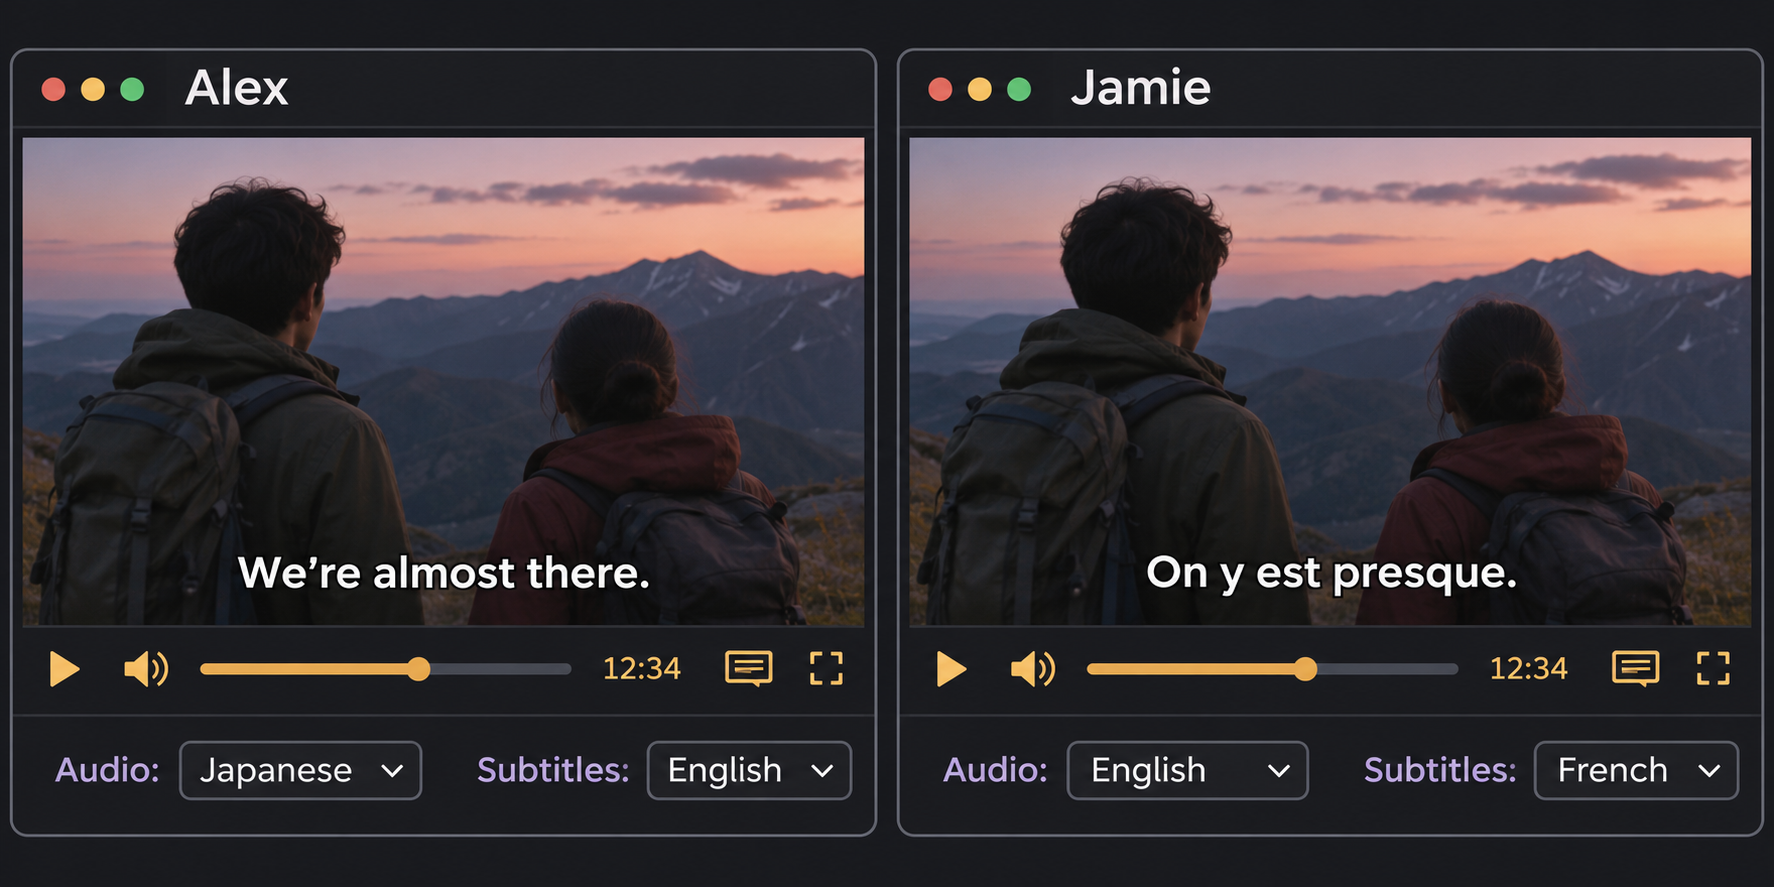 Alex
We’re almost there.
12:34
Audio: Japanese Subtitles: English
Jamie
On y est presque.
12:34
Audio: English Subtitles: French